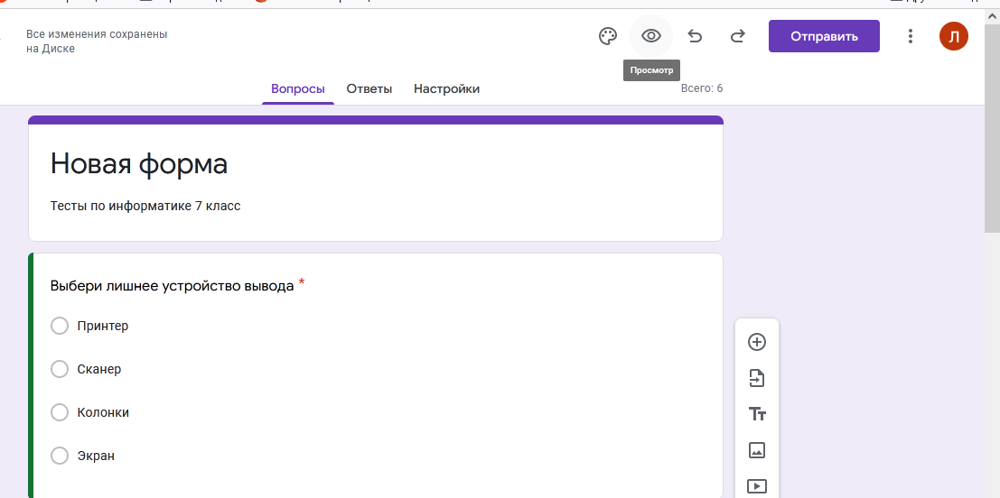 Все изменения сохранены
на Диске
Отправить
Л
Просмотр
Вопросы Ответы Настройки
Всего: 6
Новая форма
Тесты по информатике 7 класс
Выбери лишнее устройство вывода *
Принтер
Сканер
Колонки
Экран
Тт